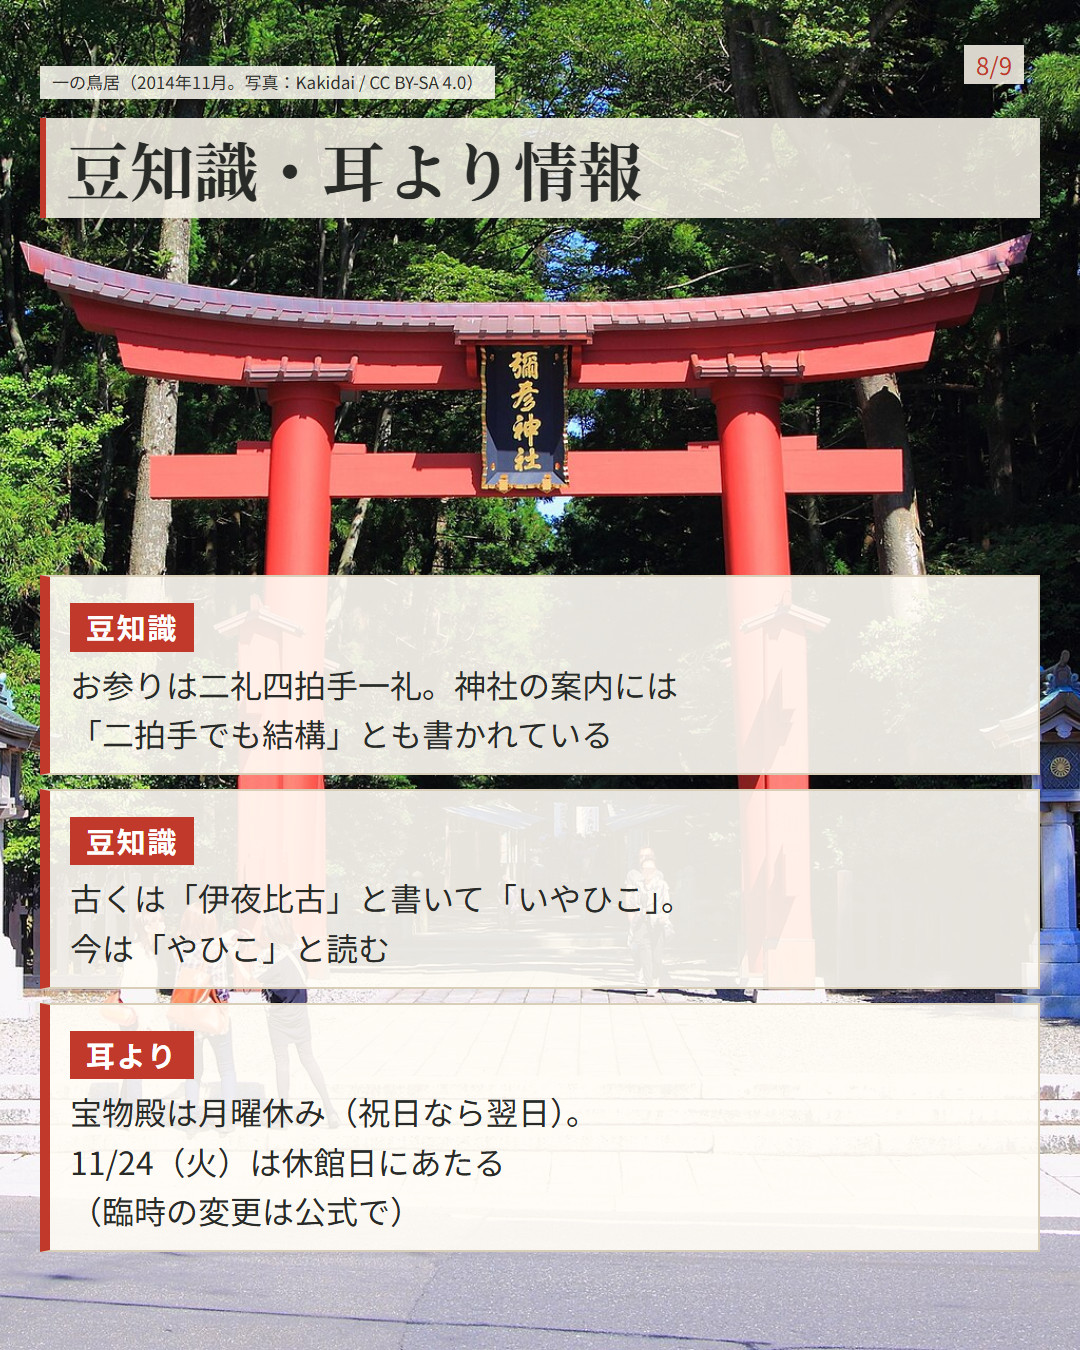 一の鳥居（2014年11月。写真：Kakidai / CC BY-SA 4.0）
8/9
豆知識・耳より情報
彌彦神社
豆知識
お参りは二礼四拍手一礼。神社の案内には
「二拍手でも結構」とも書かれている
豆知識
古くは「伊夜比古」と書いて「いやひこ」。
今は「やひこ」と読む
耳より
宝物殿は月曜休み（祝日なら翌日）。
11/24（火）は休館日にあたる
（臨時の変更は公式で）